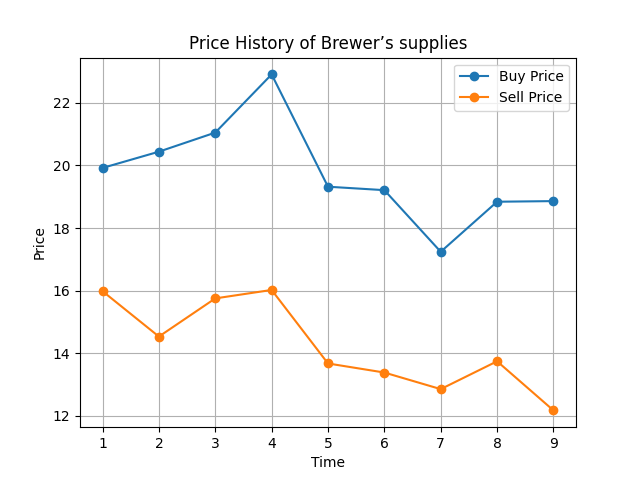 Price History of Brewer’s supplies
Buy Price
Sell Price
Price
22
20
18
16
14
12
1 2 3 4 5 6 7 8 9
Time